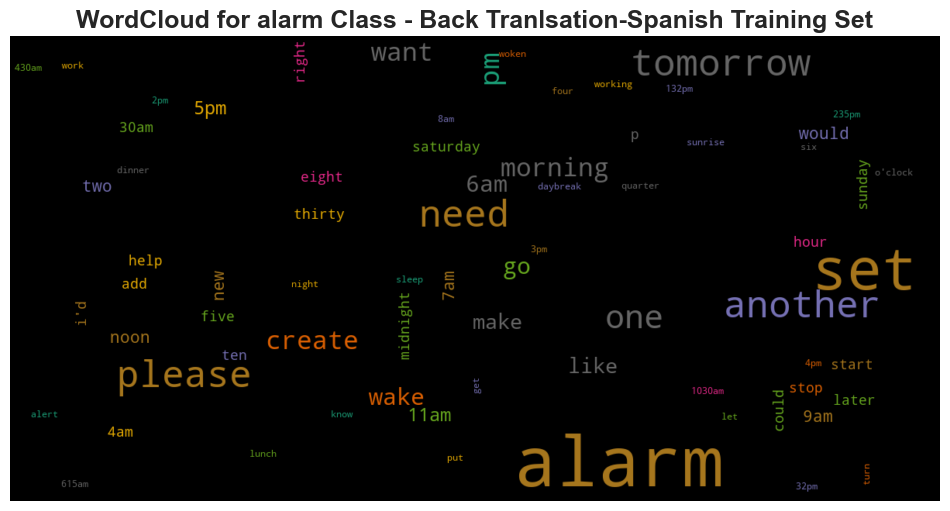 WordCloud for alarm Class - Back Tranlsation-Spanish Training Set
430am
work
right
want
pm
woken
tomorrow
four
working
132pm
2pm
5pm
30am
8am
saturday
p
sunrise
235pm
would
six
dinner
two
eight
6am
morning
daybreak
quarter
sunday
o'clock
thirty
need
help
add
new
night
sleep
7am
3pm
go
hour
set
i'd
five
midnight
make
one
another
noon
ten
create
like
please
wake
get
1030am
4pm
start
stop
later
alert
know
11am
let
could
9am
4am
lunch
put
alarm
turn
615am
32pm